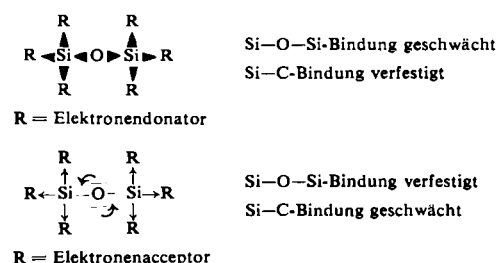 R R
R Si O Si R
R R
Si—O—Si-Bindung geschwächt
Si—C-Bindung verfestigt
R = Elektronendonator
R R
R←Si—O—Si→R
R R
Si—O—Si-Bindung verfestigt
Si—C-Bindung geschwächt
R = Elektronenacceptor